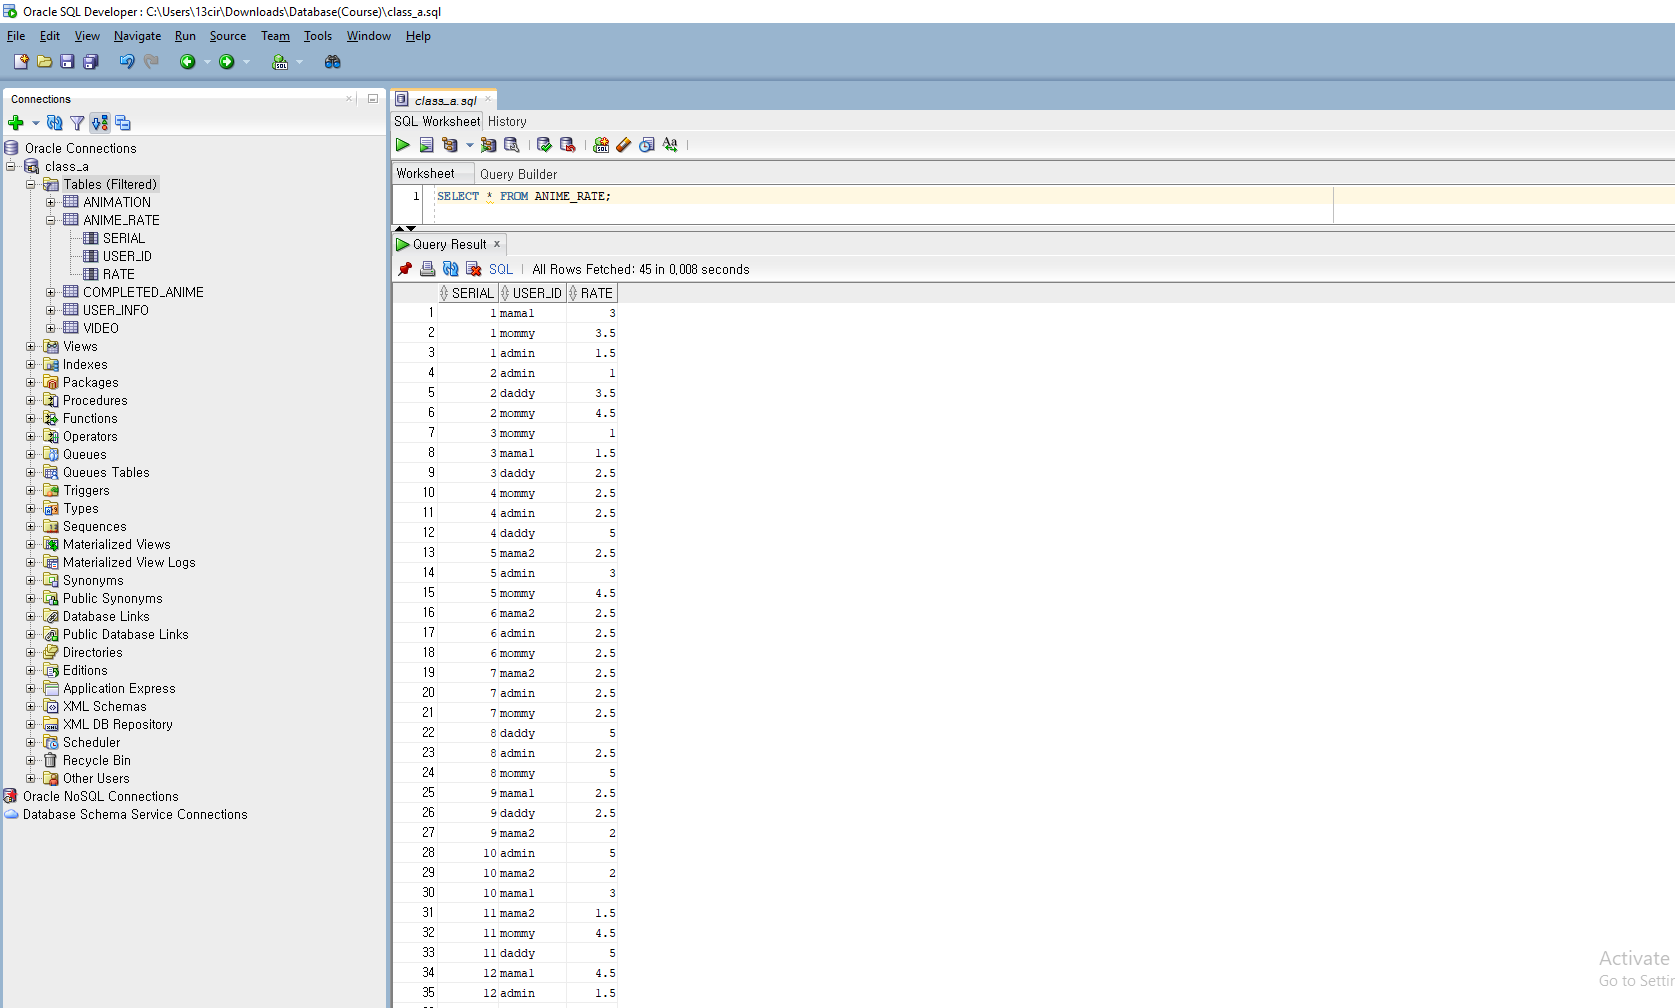 Oracle SQL Developer : C:\Users\13cir\Downloads\Database(Course)\class_a.sql
File Edit View Navigate Run Source Team Tools Window Help
Connections
Oracle Connections
class_a
Tables (Filtered)
ANIMATION
ANIME_RATE
SERIAL
USER_ID
RATE
COMPLETED_ANIME
USER_INFO
VIDEO
Views
Indexes
Packages
Procedures
Functions
Operators
Queues
Queues Tables
Triggers
Types
Sequences
Materialized Views
Materialized View Logs
Synonyms
Public Synonyms
Database Links
Public Database Links
Directories
Editions
Application Express
XML Schemas
XML DB Repository
Scheduler
Recycle Bin
Other Users
Oracle NoSQL Connections
Database Schema Service Connections
class_a.sql
SQL Worksheet History
Worksheet Query Builder
1 SELECT * FROM ANIME_RATE;
Query Result
SQL All Rows Fetched: 45 in 0,008 seconds
SERIAL USER_ID RATE
1 1 mama1 3
2 1 mommy 3.5
3 1 admin 1.5
4 2 admin 1
5 2 daddy 3.5
6 2 mommy 4.5
7 3 mommy 1
8 3 mama1 1.5
9 3 daddy 2.5
10 4 mommy 2.5
11 4 admin 2.5
12 4 daddy 5
13 5 mama2 2.5
14 5 admin 3
15 5 mommy 4.5
16 6 mama2 2.5
17 6 admin 2.5
18 6 mommy 2.5
19 7 mama2 2.5
20 7 admin 2.5
21 7 mommy 2.5
22 8 daddy 5
23 8 admin 2.5
24 8 mommy 5
25 9 mama1 2.5
26 9 daddy 2.5
27 9 mama2 2
28 10 admin 5
29 10 mama2 2
30 10 mama1 3
31 11 mama2 1.5
32 11 mommy 4.5
33 11 daddy 5
34 12 mama1 4.5
35 12 admin 1.5
Activate
Go to Settin